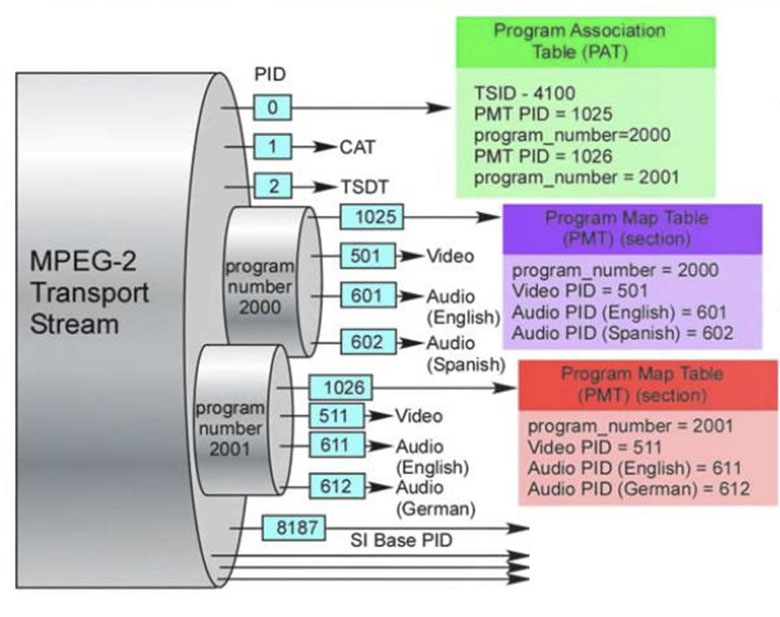 PID
0
1
CAT
2
TSDT
MPEG-2
Transport
Stream
program
number
2000
1025
501
Video
601
Audio
(English)
602
Audio
(Spanish)
program
number
2001
1026
511
Video
611
Audio
(English)
612
Audio
(German)
8187
SI Base PID
Program Association
Table (PAT)
TSID - 4100
PMT PID = 1025
program_number=2000
PMT PID = 1026
program_number = 2001
Program Map Table
(PMT) (section)
program_number = 2000
Video PID = 501
Audio PID (English) = 601
Audio PID (Spanish) = 602
Program Map Table
(PMT) (section)
program_number = 2001
Video PID = 511
Audio PID (English) = 611
Audio PID (German) = 612